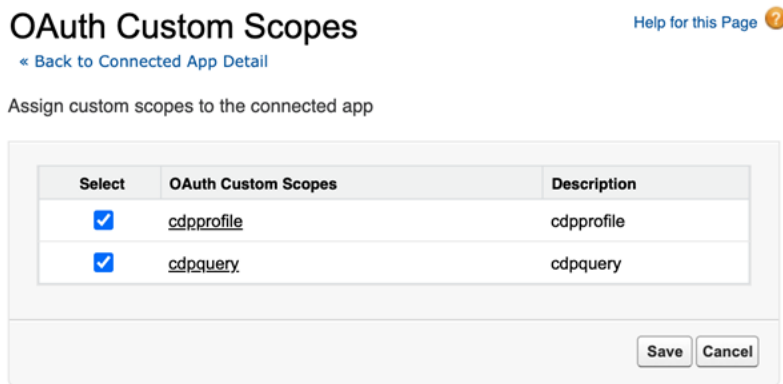 OAuth Custom Scopes
Help for this Page ?
« Back to Connected App Detail
Assign custom scopes to the connected app
Select OAuth Custom Scopes Description
cdpprofile cdpprofile
cdpquery cdpquery
Save Cancel